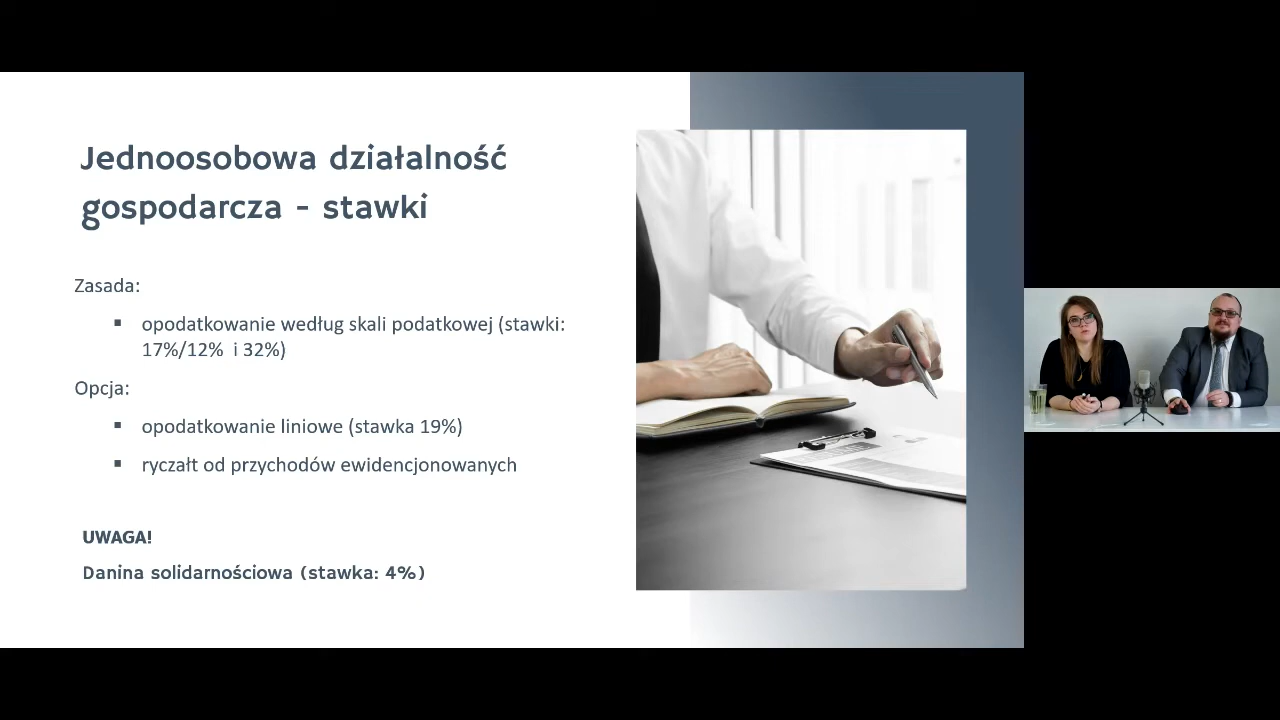 Jednoosobowa działalność
gospodarcza - stawki
Zasada:
▪ opodatkowanie według skali podatkowej (stawki:
17%/12%  i 32%)
Opcja:
▪ opodatkowanie liniowe (stawka 19%)
▪ ryczałt od przychodów ewidencjonowanych
UWAGA!
Danina solidarnościowa (stawka: 4%)